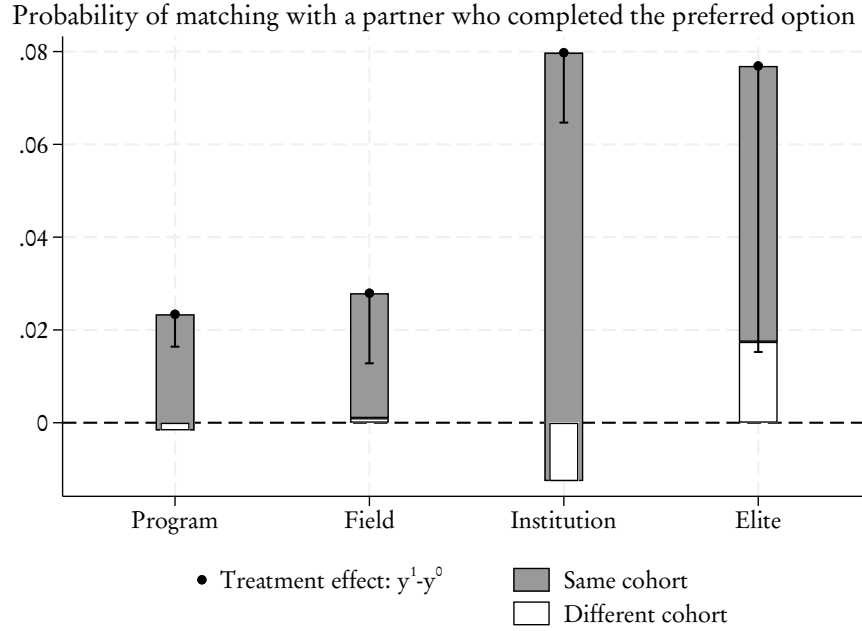 Probability of matching with a partner who completed the preferred option
.08
.06
.04
.02
0
Program Field Institution Elite
Treatment effect: y¹-y⁰
Same cohort
Different cohort